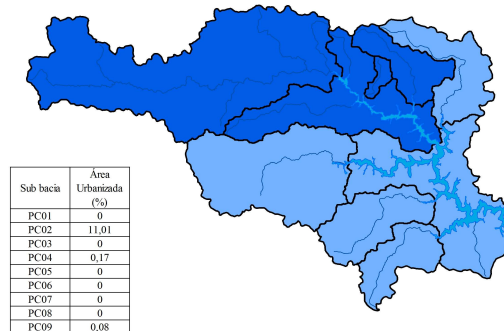 Sub bacia Área Urbanizada (%)
PC01 0
PC02 11,01
PC03 0
PC04 0,17
PC05 0
PC06 0
PC07 0
PC08 0
PC09 0,08